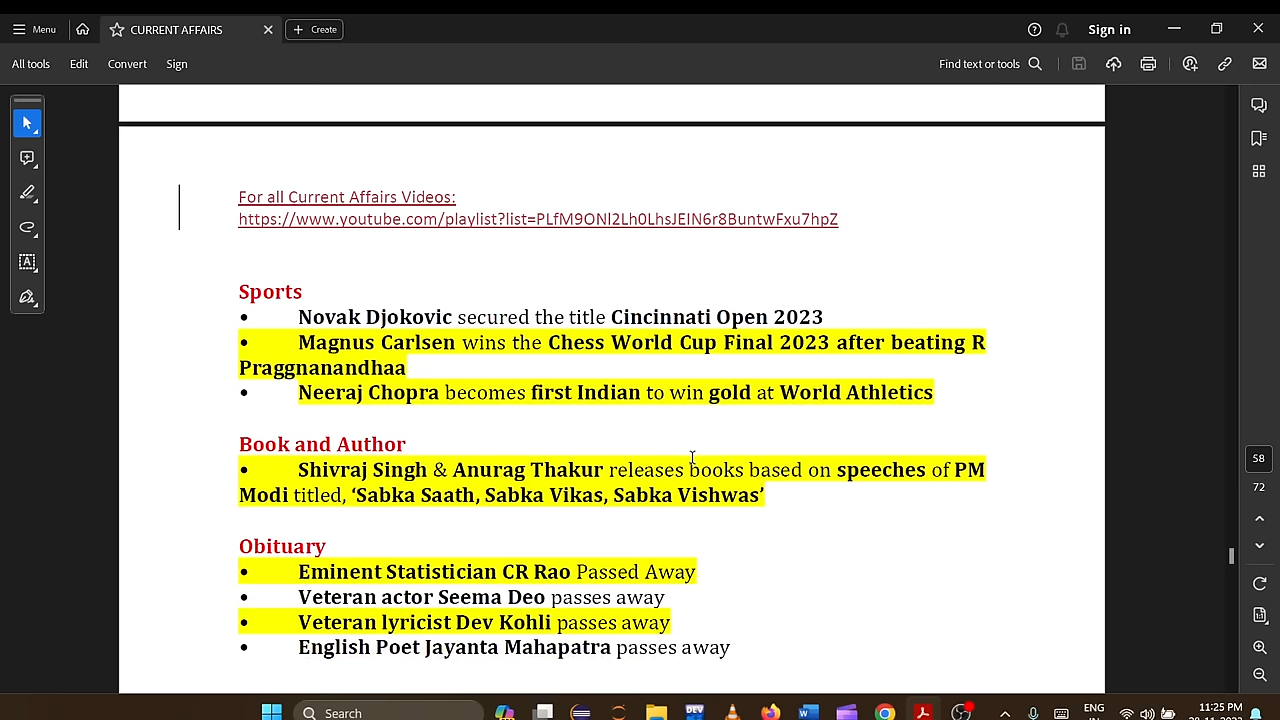 Menu
CURRENT AFFAIRS
Create
Sign in
All tools Edit Convert Sign
Find text or tools
For all Current Affairs Videos:
https://www.youtube.com/playlist?list=PLfM9ONl2Lh0LhsJEIN6r8BuntwFxu7hpZ
Sports
• Novak Djokovic secured the title Cincinnati Open 2023
• Magnus Carlsen wins the Chess World Cup Final 2023 after beating R
Praggnanandhaa
• Neeraj Chopra becomes first Indian to win gold at World Athletics
Book and Author
• Shivraj Singh & Anurag Thakur releases books based on speeches of PM
Modi titled, ‘Sabka Saath, Sabka Vikas, Sabka Vishwas’
Obituary
• Eminent Statistician CR Rao Passed Away
• Veteran actor Seema Deo passes away
• Veteran lyricist Dev Kohli passes away
• English Poet Jayanta Mahapatra passes away
58
72
Search
DEV
ENG
11:25 PM